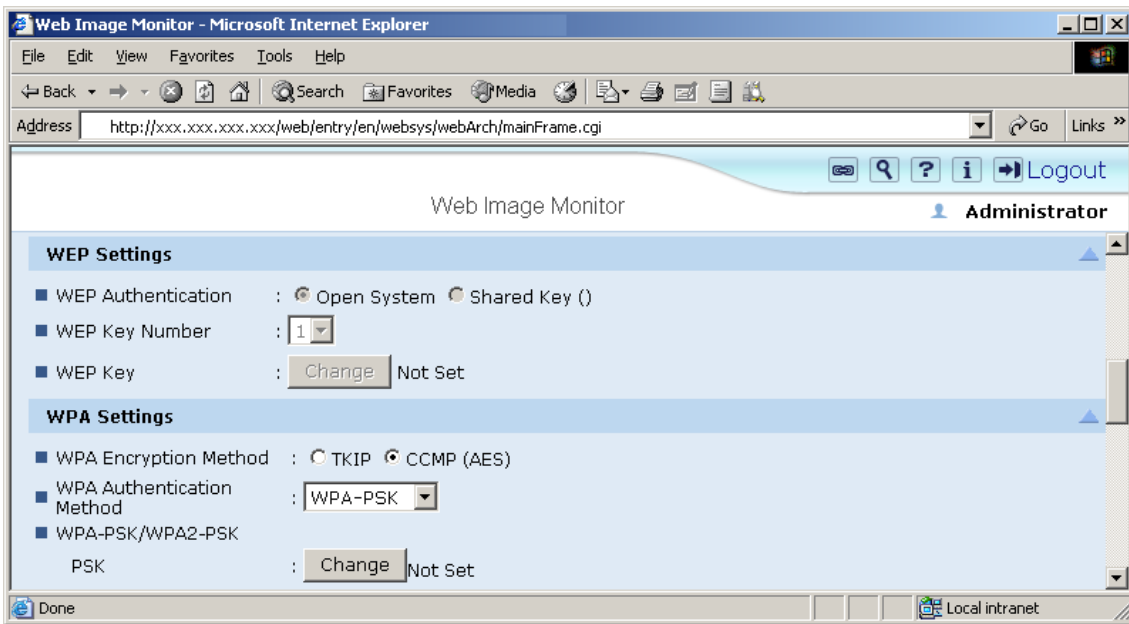 Web Image Monitor - Microsoft Internet Explorer
File Edit View Favorites Tools Help
Back Search Favorites Media
Address http://xxx.xxx.xxx.xxx/web/entry/en/websys/webArch/mainFrame.cgi Go Links »
? i Logout
Web Image Monitor Administrator
WEP Settings
WEP Authentication : Open System Shared Key ()
WEP Key Number : 1
WEP Key : Change Not Set
WPA Settings
WPA Encryption Method : TKIP CCMP (AES)
WPA Authentication
Method : WPA-PSK
WPA-PSK/WPA2-PSK
PSK : Change Not Set
Done Local intranet